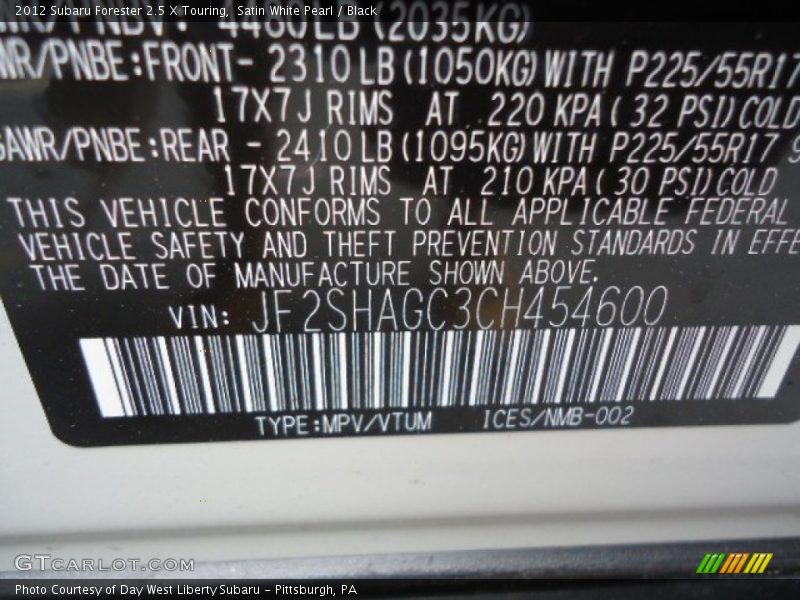 2012 Subaru Forester 2.5 X Touring, Satin White Pearl / Black
4480LB (2035KG)
WR/PNBE:FRONT- 2310 LB(1050KG) WITH P225/55R17
17X7J RIMS AT 220 KPA( 32 PSI) COLD
GAWR/PNBE:REAR - 2410 LB(1095KG) WITH P225/55R17 9
17X7J RIMS AT 210 KPA( 30 PSI) COLD
THIS VEHICLE CONFORMS TO ALL APPLICABLE FEDERAL
VEHICLE SAFETY AND THEFT PREVENTION STANDARDS IN EFFE
THE DATE OF MANUFACTURE SHOWN ABOVE.
VIN: JF2SHAGC3CH454600
TYPE:MPV/VTUM ICES/NMB-002
GTCARLOT.COM
Photo Courtesy of Day West Liberty Subaru - Pittsburgh, PA